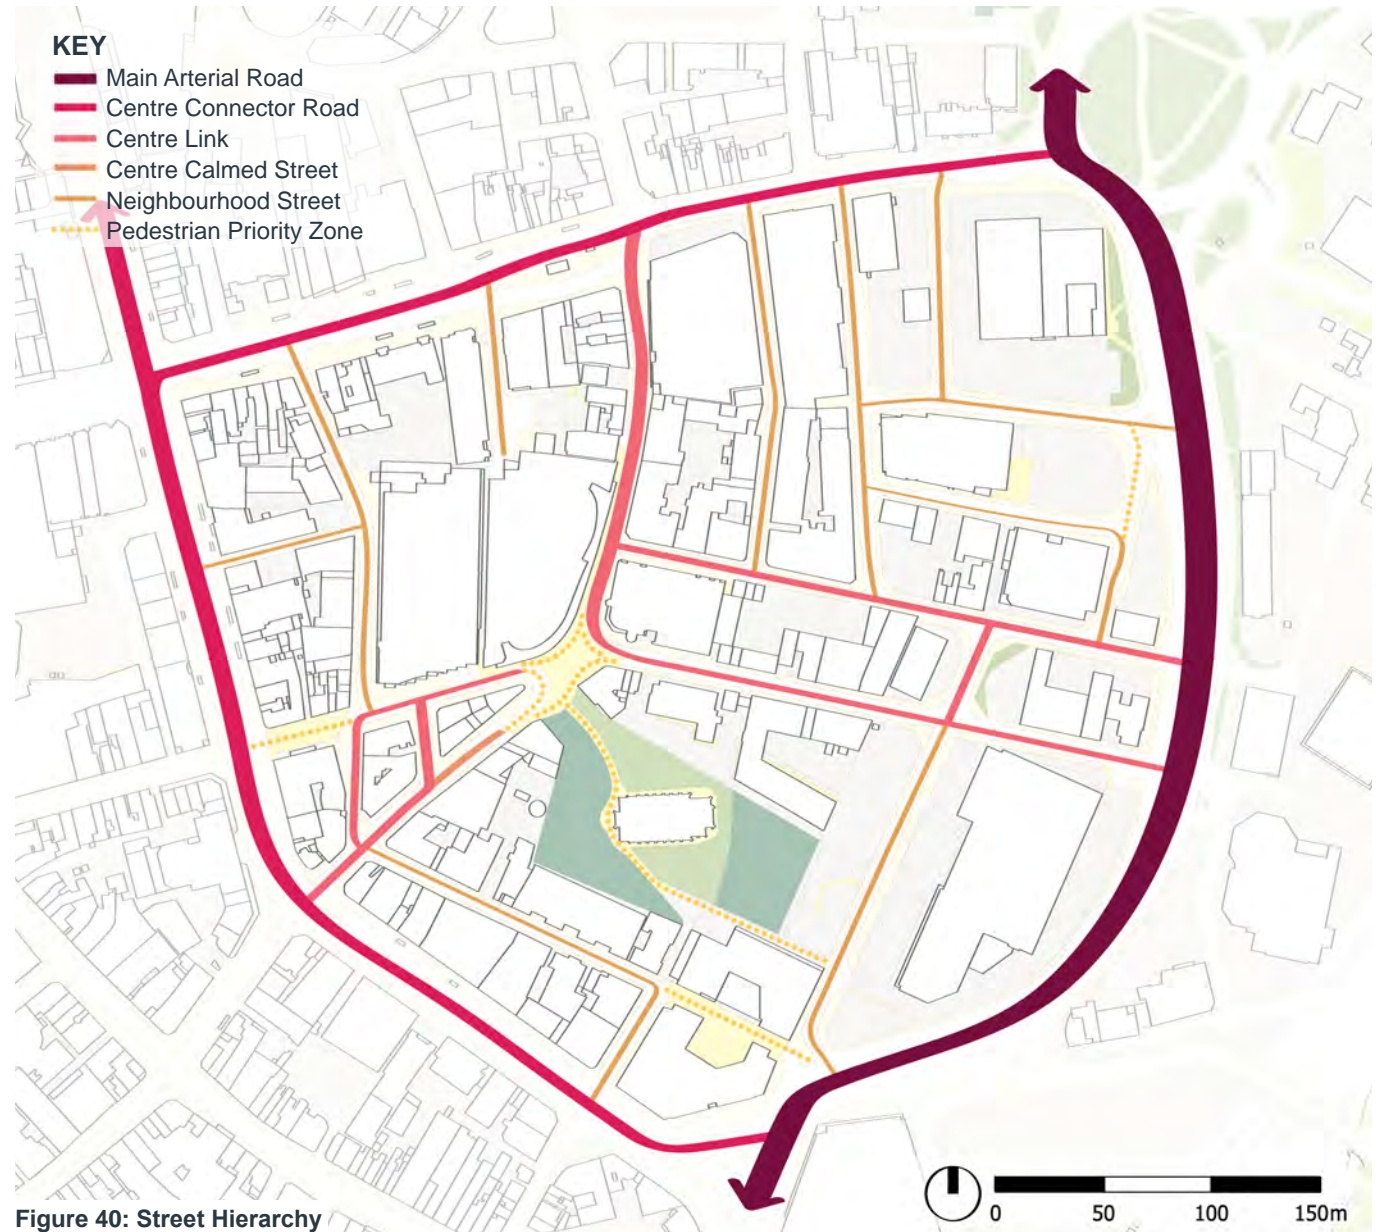 KEY
Main Arterial Road
Centre Connector Road
Centre Link
Centre Calmed Street
Neighbourhood Street
Pedestrian Priority Zone
0 50 100 150m
Figure 40: Street Hierarchy